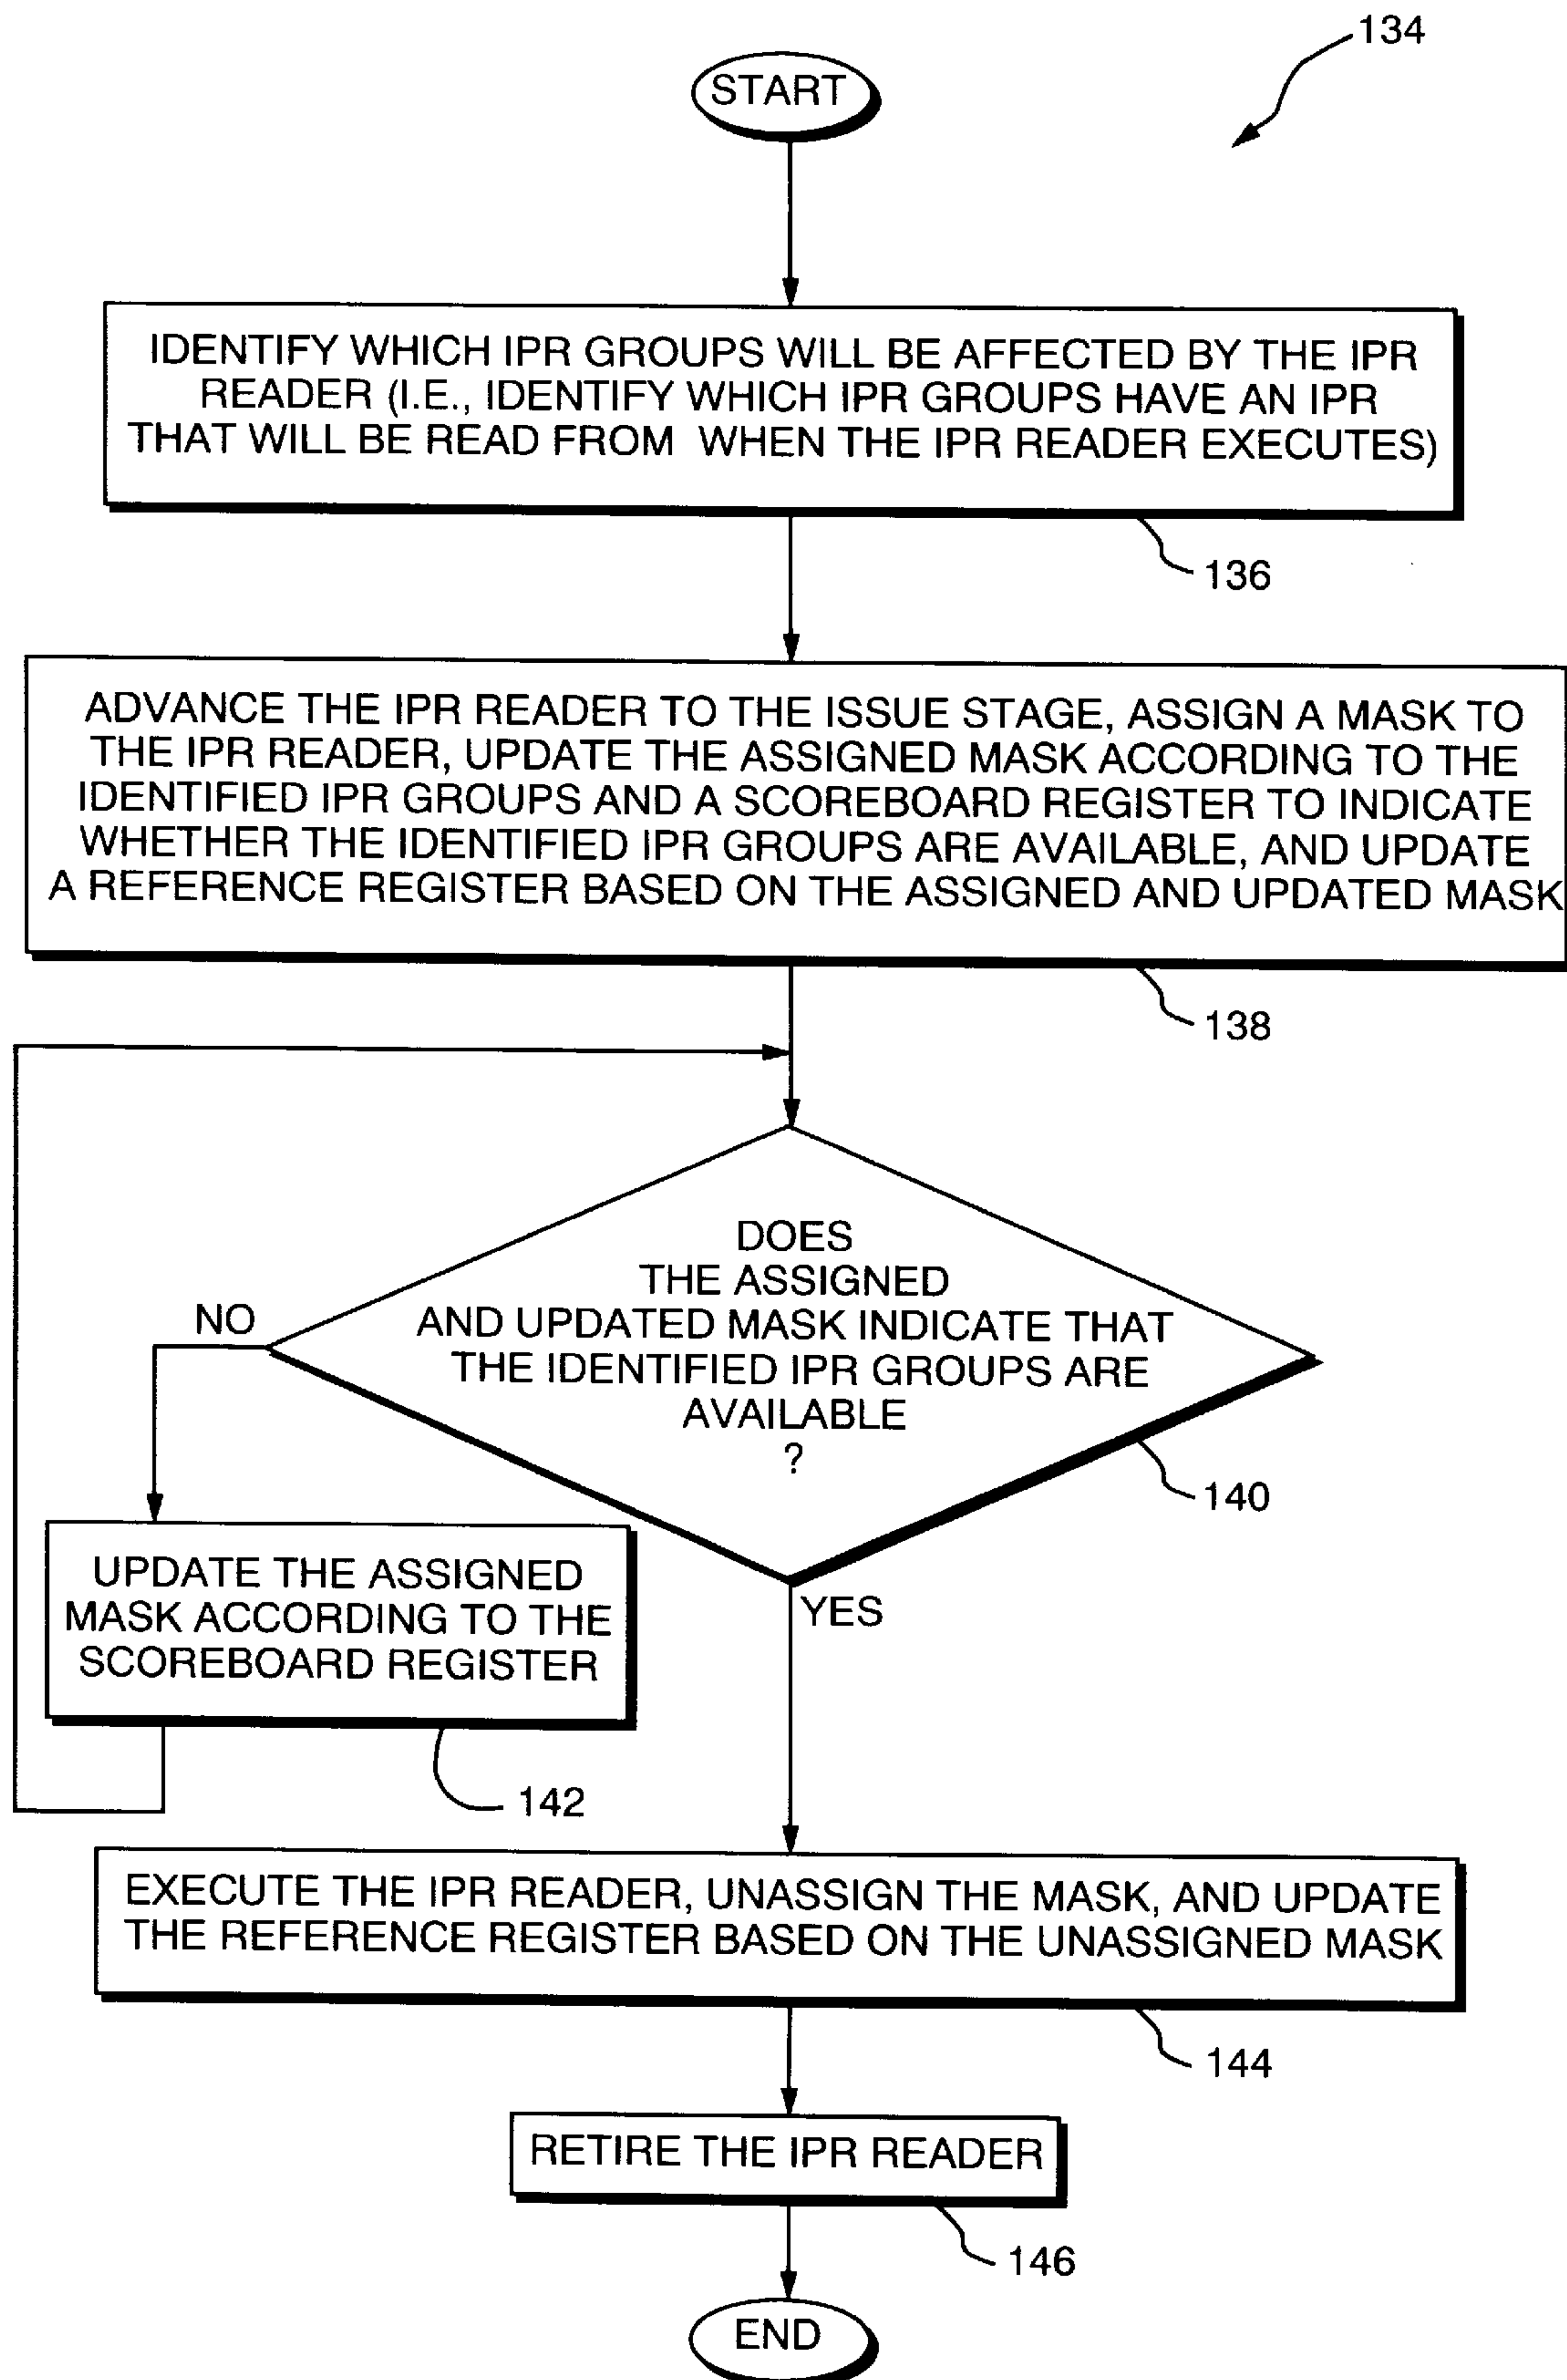 134
START
IDENTIFY WHICH IPR GROUPS WILL BE AFFECTED BY THE IPR
READER (I.E., IDENTIFY WHICH IPR GROUPS HAVE AN IPR
THAT WILL BE READ FROM WHEN THE IPR READER EXECUTES)
136
ADVANCE THE IPR READER TO THE ISSUE STAGE, ASSIGN A MASK TO
THE IPR READER, UPDATE THE ASSIGNED MASK ACCORDING TO THE
IDENTIFIED IPR GROUPS AND A SCOREBOARD REGISTER TO INDICATE
WHETHER THE IDENTIFIED IPR GROUPS ARE AVAILABLE, AND UPDATE
A REFERENCE REGISTER BASED ON THE ASSIGNED AND UPDATED MASK
138
DOES
THE ASSIGNED
AND UPDATED MASK INDICATE THAT
THE IDENTIFIED IPR GROUPS ARE
AVAILABLE
?
NO
140
UPDATE THE ASSIGNED
MASK ACCORDING TO THE
SCOREBOARD REGISTER
YES
142
EXECUTE THE IPR READER, UNASSIGN THE MASK, AND UPDATE
THE REFERENCE REGISTER BASED ON THE UNASSIGNED MASK
144
RETIRE THE IPR READER
146
END